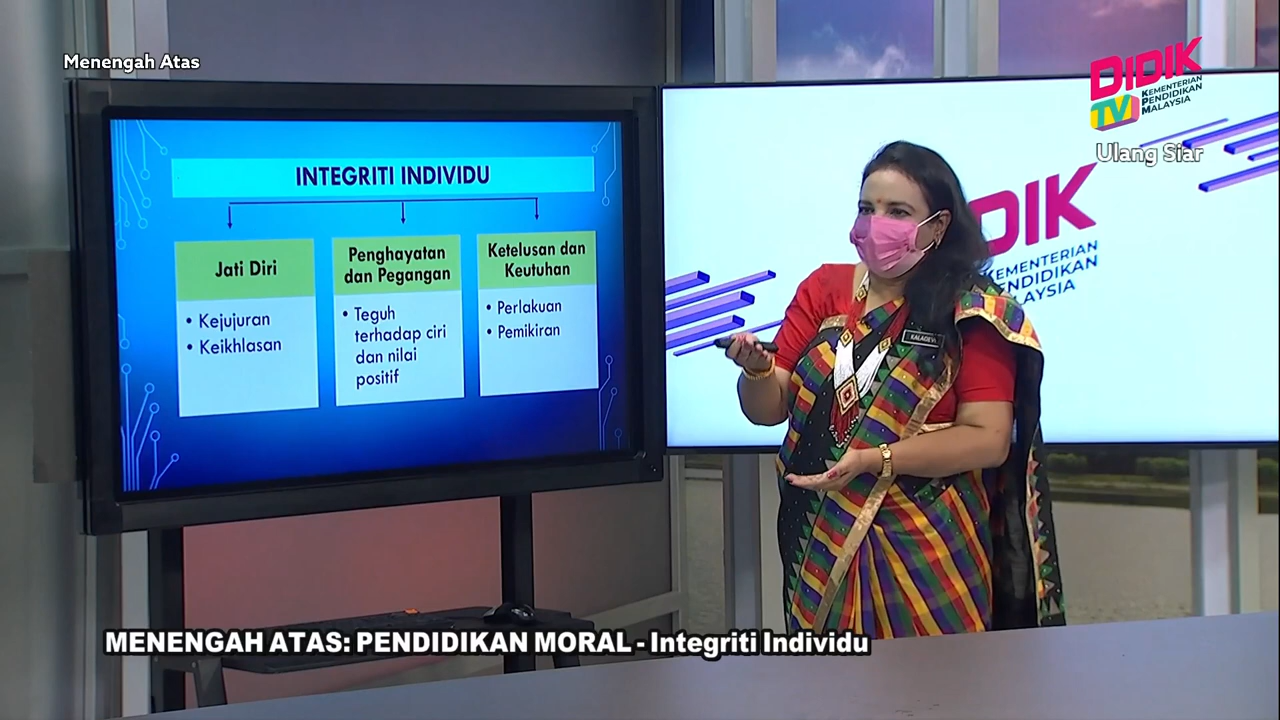 Menengah Atas
DIDIK
TV
KEMENTERIAN
PENDIDIKAN
MALAYSIA
Ulang Siar
INTEGRITI INDIVIDU
Jati Diri
• Kejujuran
• Keikhlasan
Penghayatan
dan Pegangan
• Teguh
terhadap ciri
dan nilai
positif
Ketelusan dan
Keutuhan
• Perlakuan
• Pemikiran
DIDIK
KEMENTERIAN
PENDIDIKAN
MALAYSIA
KALADEVI
MENENGAH ATAS: PENDIDIKAN MORAL - Integriti Individu